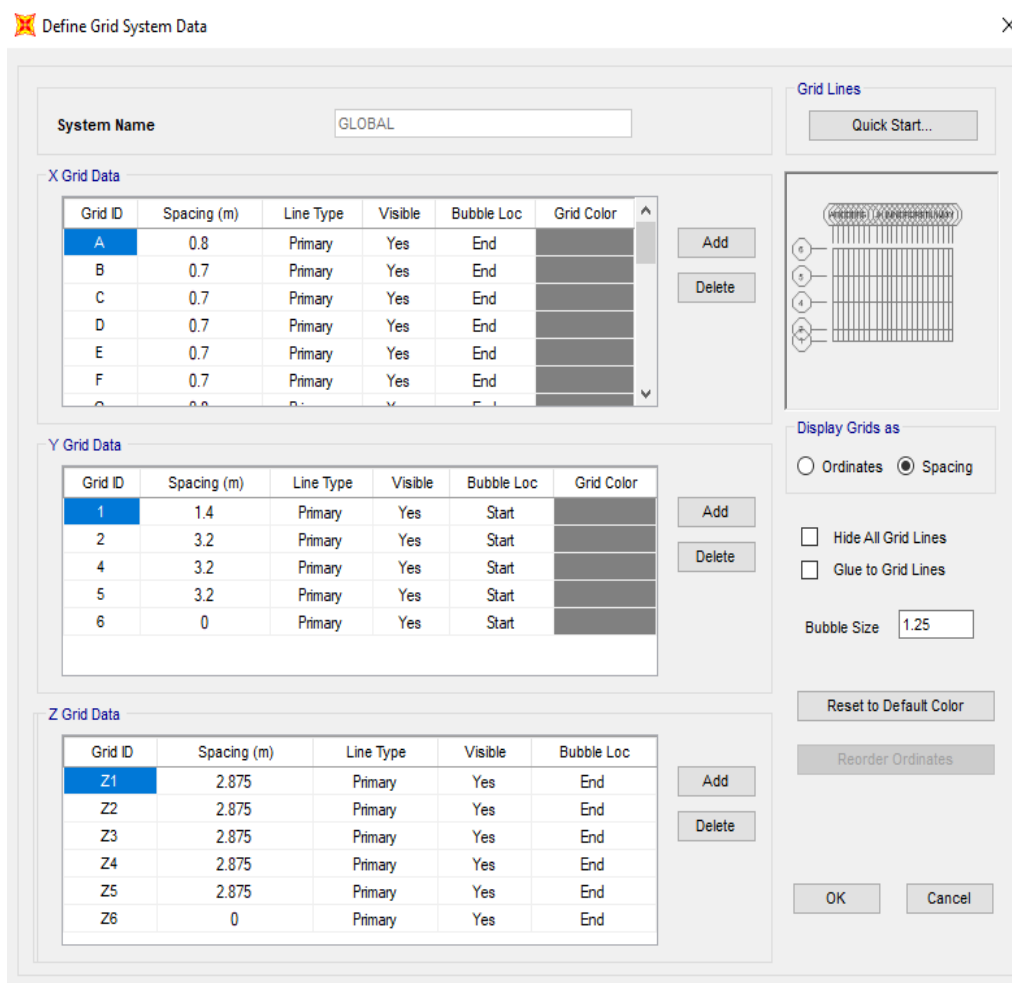 Define Grid System Data
System Name GLOBAL
Grid Lines
Quick Start...
X Grid Data
Grid ID Spacing (m) Line Type Visible Bubble Loc Grid Color
A 0.8 Primary Yes End
B 0.7 Primary Yes End
C 0.7 Primary Yes End
D 0.7 Primary Yes End
E 0.7 Primary Yes End
F 0.7 Primary Yes End
Add
Delete
6
5
4
Y Grid Data
Grid ID Spacing (m) Line Type Visible Bubble Loc Grid Color
1 1.4 Primary Yes Start
2 3.2 Primary Yes Start
4 3.2 Primary Yes Start
5 3.2 Primary Yes Start
6 0 Primary Yes Start
Add
Delete
Display Grids as
Ordinates Spacing
Hide All Grid Lines
Glue to Grid Lines
Bubble Size 1.25
Z Grid Data
Grid ID Spacing (m) Line Type Visible Bubble Loc
Z1 2.875 Primary Yes End
Z2 2.875 Primary Yes End
Z3 2.875 Primary Yes End
Z4 2.875 Primary Yes End
Z5 2.875 Primary Yes End
Z6 0 Primary Yes End
Add
Delete
Reset to Default Color
Reorder Ordinates
OK Cancel